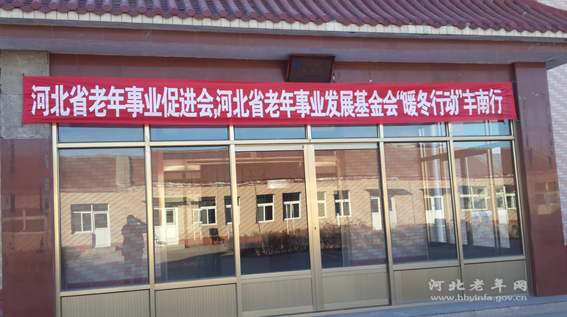 河北省老年事业促进会,河北省老年事业发展基金会“暖冬行动”丰南行
河北老年网
www.hbyinfa.gov.cn